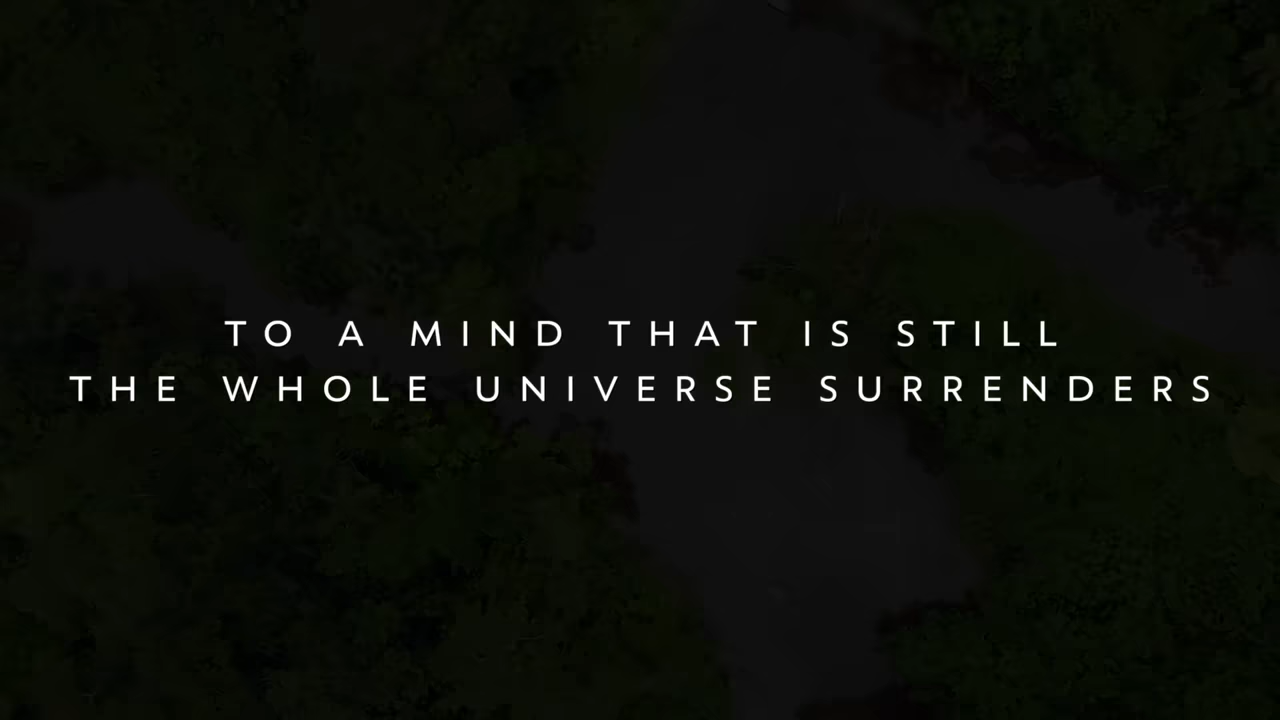 TO A MIND THAT IS STILL
THE WHOLE UNIVERSE SURRENDERS